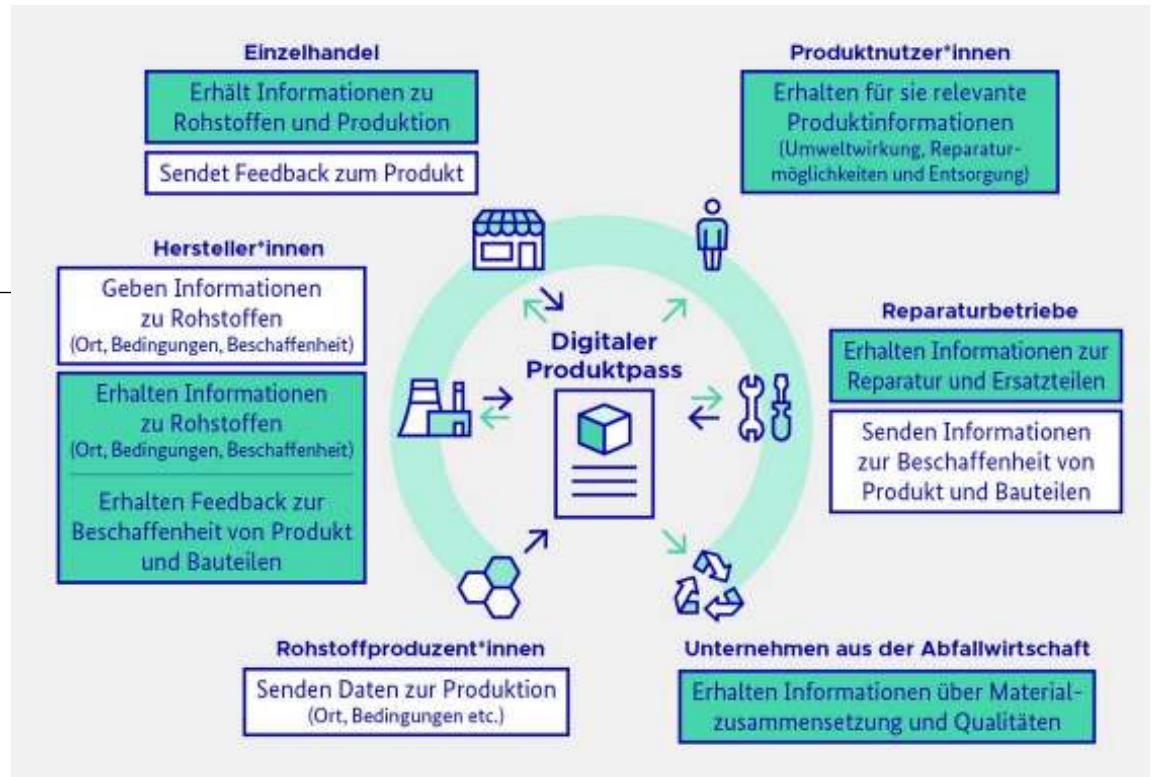 Einzelhandel
Erhält Informationen zu
Rohstoffen und Produktion
Sendet Feedback zum Produkt
Produktnutzer*innen
Erhalten für sie relevante
Produktinformationen
(Umweltwirkung, Reparatur-
möglichkeiten und Entsorgung)
Hersteller*innen
Geben Informationen
zu Rohstoffen
(Ort, Bedingungen, Beschaffenheit)
Erhalten Informationen
zu Rohstoffen
(Ort, Bedingungen, Beschaffenheit)
Erhalten Feedback zur
Beschaffenheit von Produkt
und Bauteilen
Digitaler
Produktpass
Reparaturbetriebe
Erhalten Informationen zur
Reparatur und Ersatzteilen
Senden Informationen
zur Beschaffenheit von
Produkt und Bauteilen
Rohstoffproduzent*innen
Senden Daten zur Produktion
(Ort, Bedingungen etc.)
Unternehmen aus der Abfallwirtschaft
Erhalten Informationen über Material-
zusammensetzung und Qualitäten